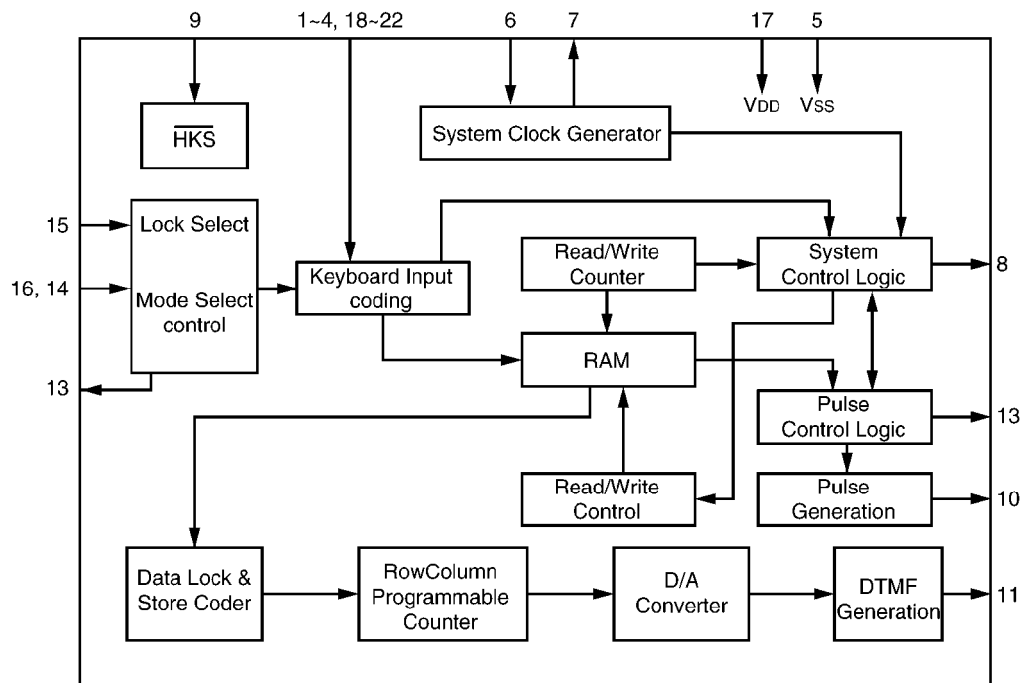 9
1~4, 18~22
6
7
17
5
VDD
VSS
HKS
System Clock Generator
15
Lock Select
16, 14
Mode Select
control
13
Keyboard Input
coding
Read/Write
Counter
System
Control Logic
8
RAM
Pulse
Control Logic
13
Read/Write
Control
Pulse
Generation
10
Data Lock &
Store Coder
RowColumn
Programmable
Counter
D/A
Converter
DTMF
Generation
11